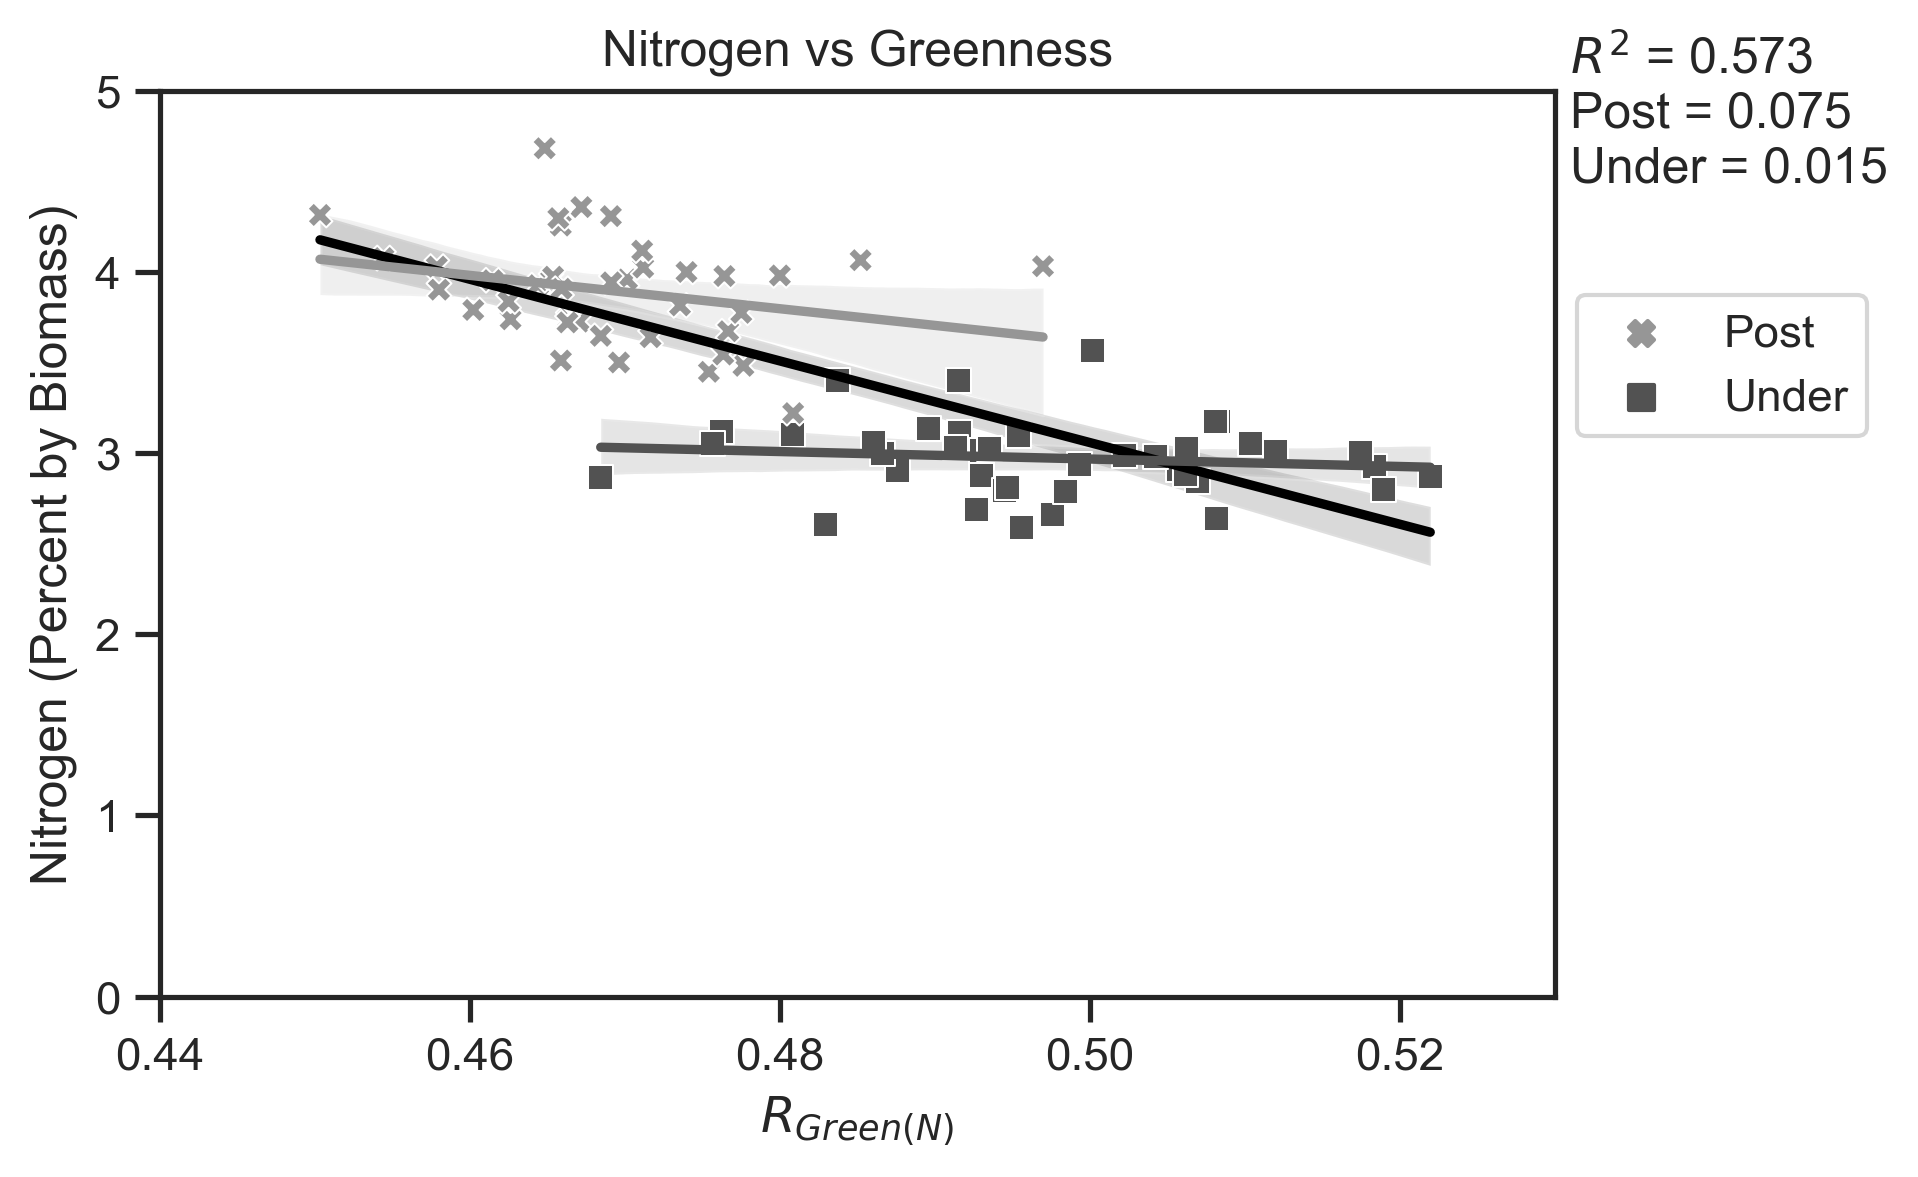 Nitrogen vs Greenness
R² = 0.573
Post = 0.075
Under = 0.015
Nitrogen (Percent by Biomass)
5
4
3
2
1
0
Post
Under
0.44 0.46 0.48 0.50 0.52
R_Green(N)